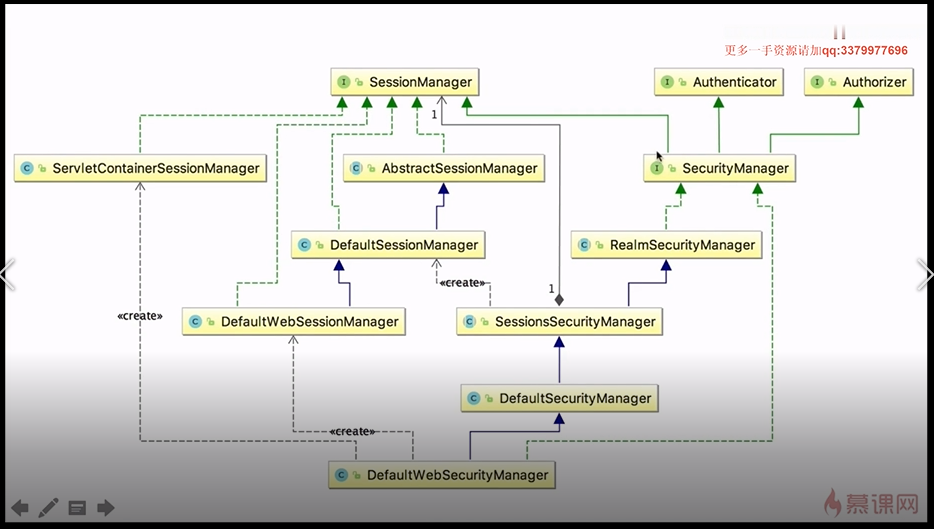 更多一手资源请加qq:3379977696
I SessionManager
I Authenticator
I Authorizer
1
C ServletContainerSessionManager
C AbstractSessionManager
I SecurityManager
C DefaultSessionManager
C RealmSecurityManager
«create»
1
«create»
C DefaultWebSessionManager
C SessionsSecurityManager
C DefaultSecurityManager
«create»
C DefaultWebSecurityManager
慕课网